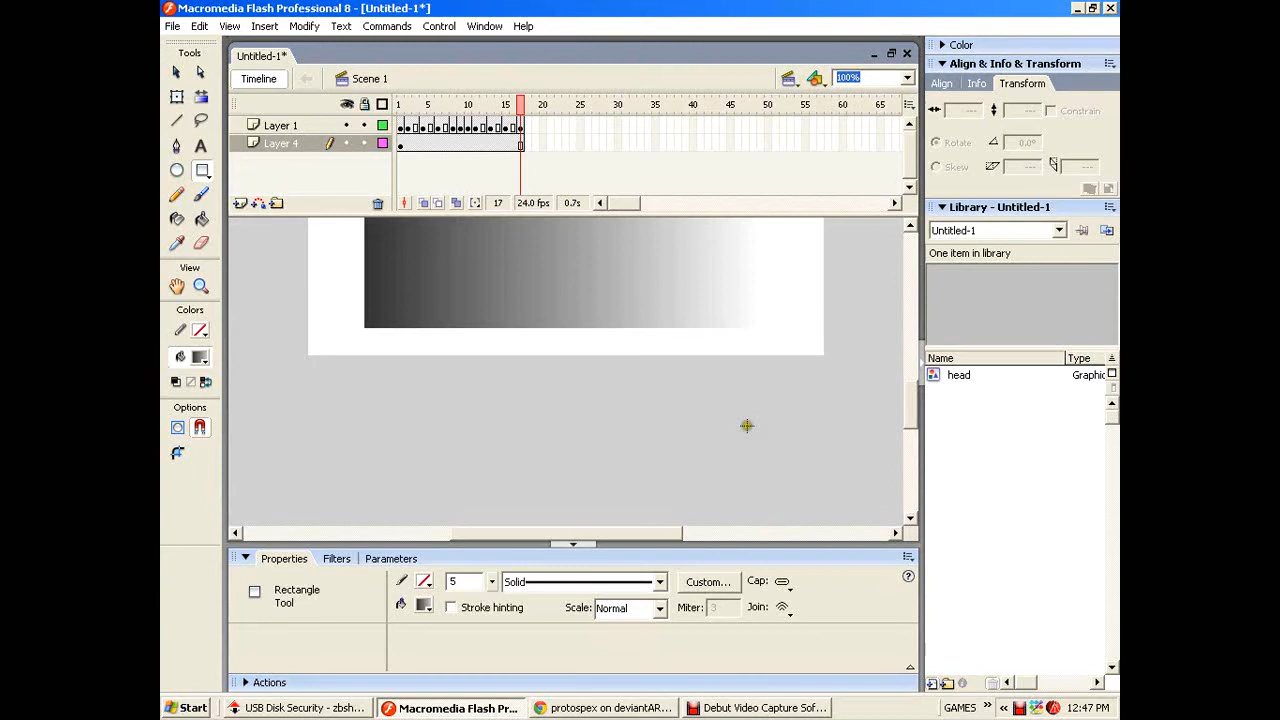 Macromedia Flash Professional 8 - [Untitled-1*]
File Edit View Insert Modify Text Commands Control Window Help
Tools
Untitled-1*
Timeline Scene 1 100%
1 5 10 15 20 25 30 35 40 45 50 55 60 65
Layer 1
Layer 4
17 24.0 fps 0.7s
View
Colors
Options
Color
Align & Info & Transform
Align Info Transform
Constrain
Rotate 0.0°
Skew
Library - Untitled-1
Untitled-1
One item in library
Name Type
head Graphic
Properties Filters Parameters
Rectangle
Tool
5 Solid Custom... Cap:
Stroke hinting Scale: Normal Miter: 3 Join:
Actions
Start USB Disk Security - zbsh... Macromedia Flash Pr... protospex on deviantAR... Debut Video Capture Sof... GAMES » « 12:47 PM